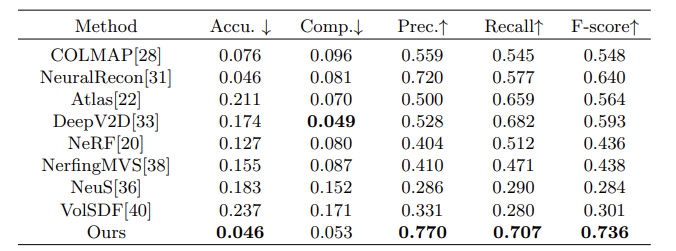 Method Accu. ↓ Comp.↓ Prec.↑ Recall↑ F-score↑
COLMAP[28] 0.076 0.096 0.559 0.545 0.548
NeuralRecon[31] 0.046 0.081 0.720 0.577 0.640
Atlas[22] 0.211 0.070 0.500 0.659 0.564
DeepV2D[33] 0.174 0.049 0.528 0.682 0.593
NeRF[20] 0.127 0.080 0.404 0.512 0.436
NerfingMVS[38] 0.155 0.087 0.410 0.471 0.438
NeuS[36] 0.183 0.152 0.286 0.290 0.284
VolSDF[40] 0.237 0.171 0.331 0.280 0.301
Ours 0.046 0.053 0.770 0.707 0.736